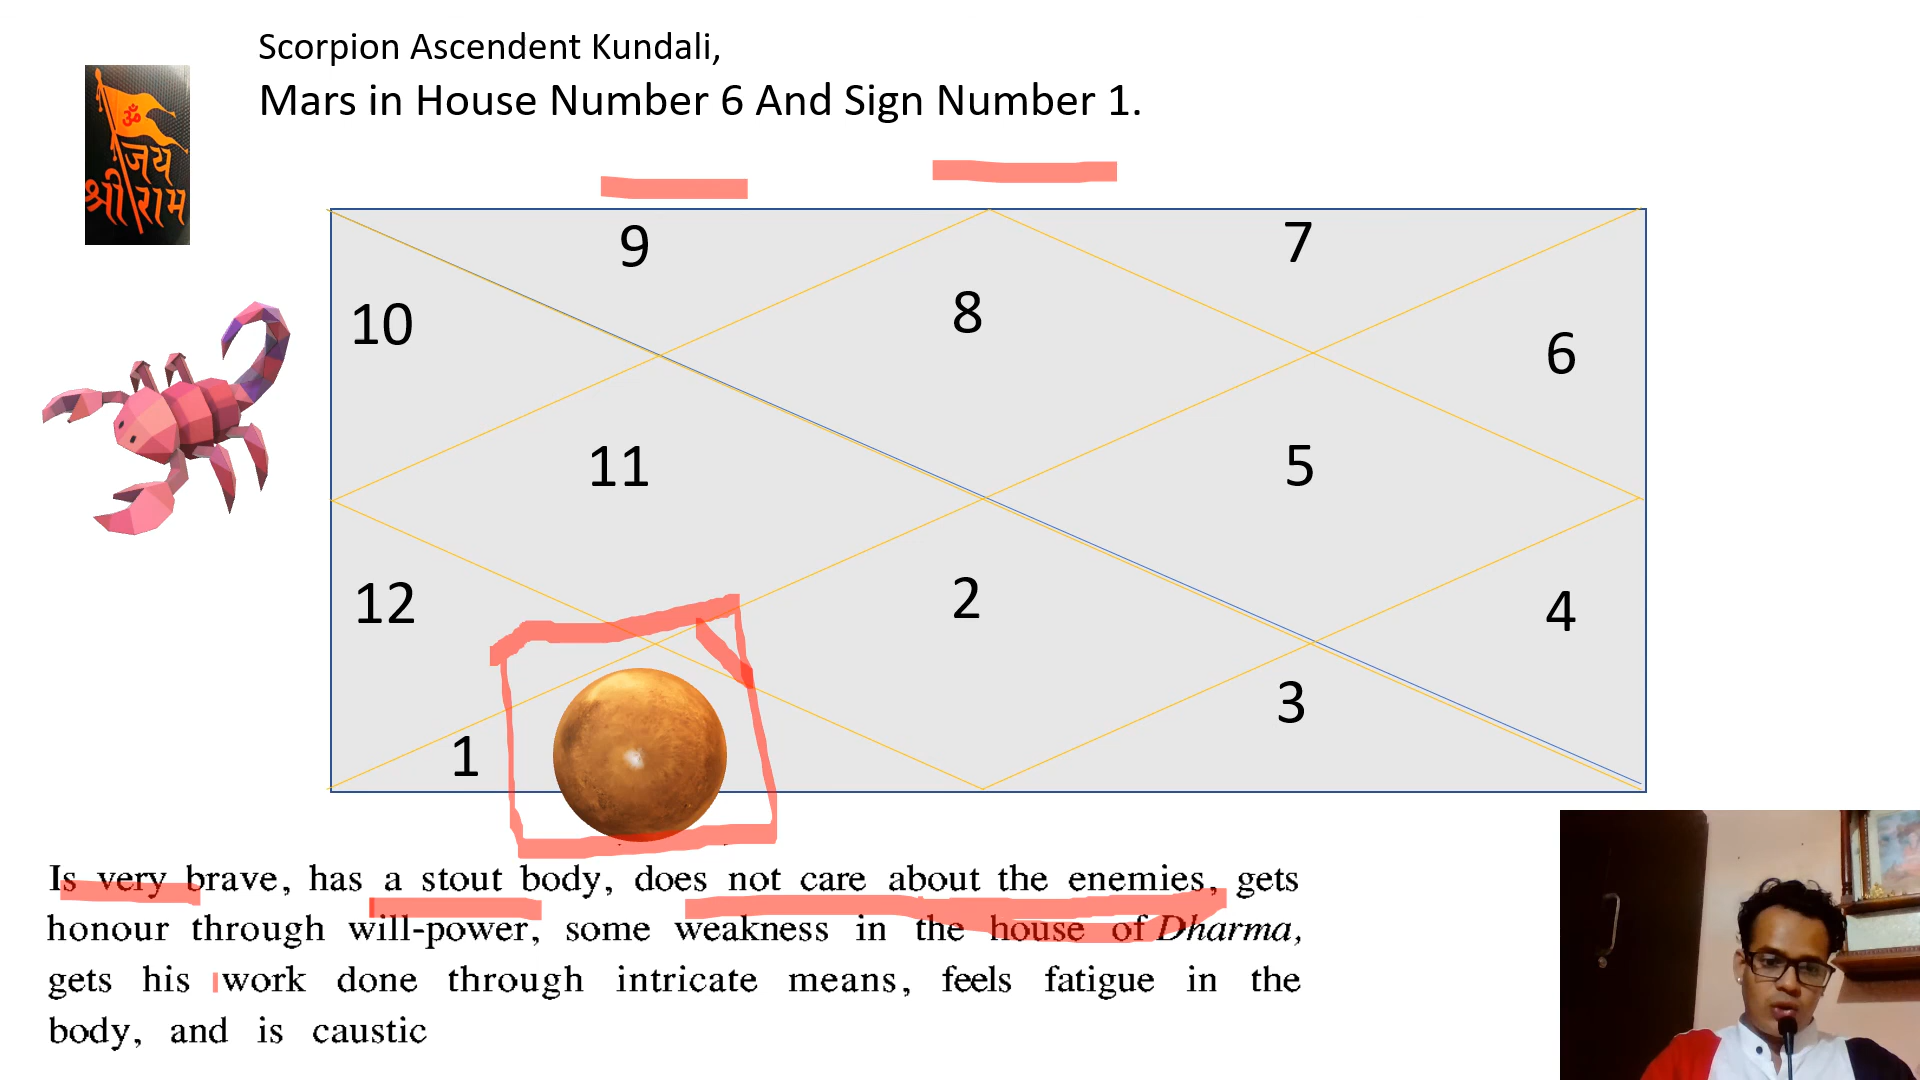 Scorpion Ascendent Kundali,
Mars in House Number 6 And Sign Number 1.
ॐ
जय
श्री राम
9
7
8
10
6
11
5
12
2
4
3
1
Is very brave, has a stout body, does not care about the enemies, gets
honour through will-power, some weakness in the house of Dharma,
gets his work done through intricate means, feels fatigue in the
body, and is caustic